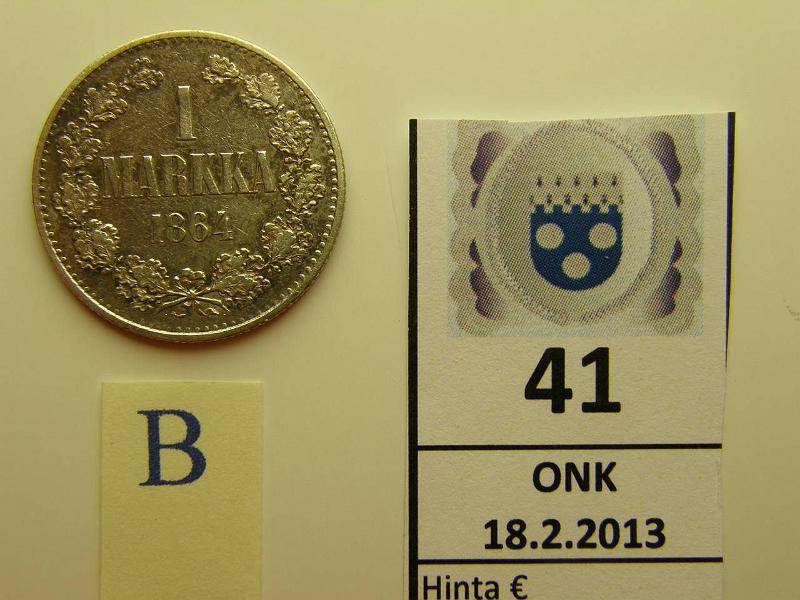 1
MARKKA
1864
B
41
ONK
18.2.2013
Hinta €